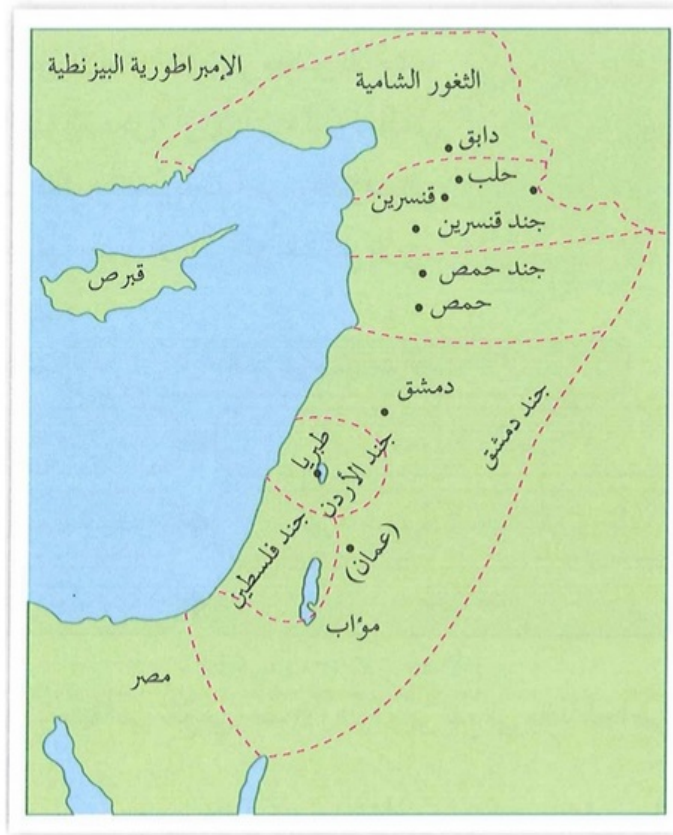 الإمبراطورية البيزنطية
الثغور الشامية
دابق
حلب
قنسرين
جند قنسرين
جند حمص
حمص
قبرص
دمشق
جند دمشق
طبريا
جند الأردن
جند فلسطين
(عمان)
مؤاب
مصر